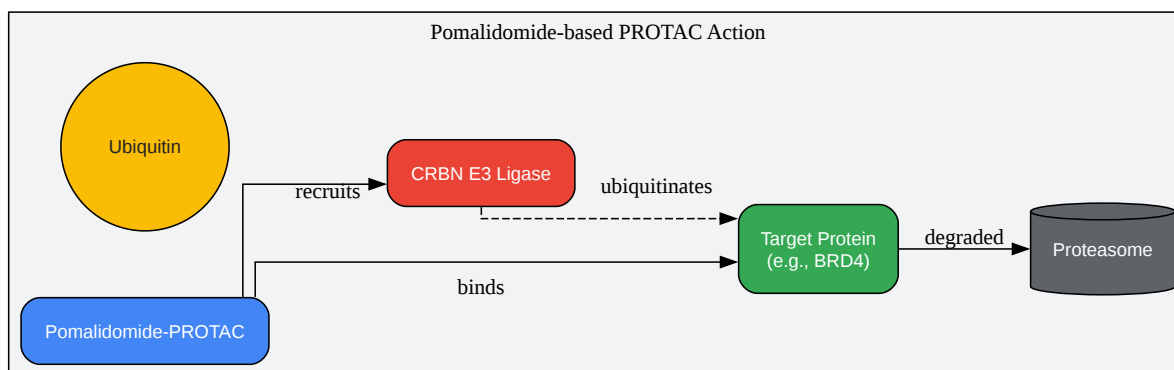 Pomalidomide-based PROTAC Action
Ubiquitin
CRBN E3 Ligase
recruits
ubiquitinates
Target Protein
(e.g., BRD4)
degraded
Proteasome
binds
Pomalidomide-PROTAC